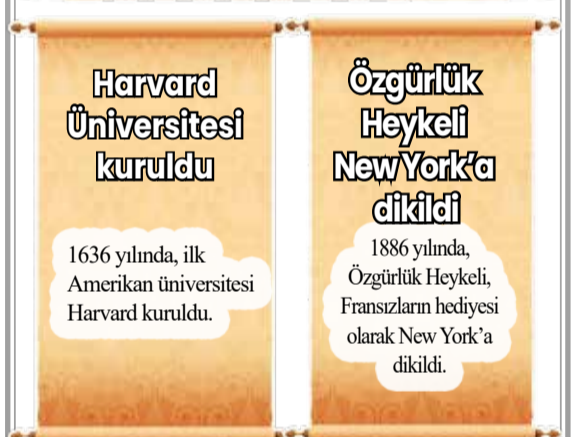 Harvard
Üniversitesi
kuruldu
1636 yılında, ilk
Amerikan üniversitesi
Harvard kuruldu.
Özgürlük
Heykeli
New York’a
dikildi
1886 yılında,
Özgürlük Heykeli,
Fransızların hediyesi
olarak New York’a
dikildi.